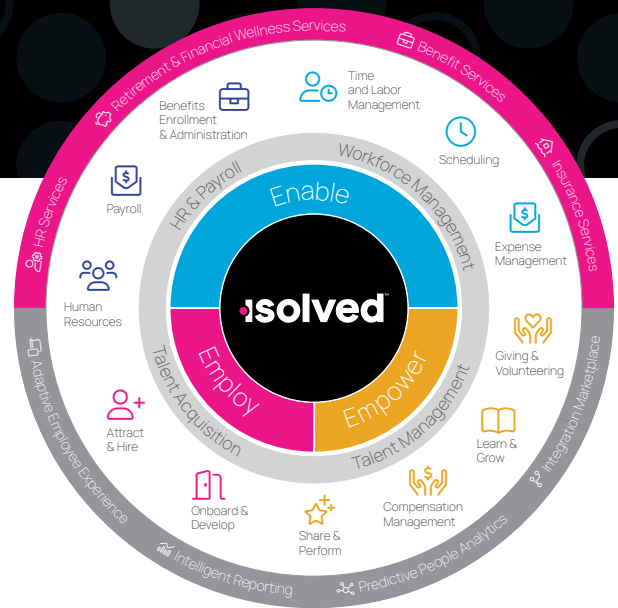 HR Services
Retirement & Financial Wellness Services
Benefit Services
Insurance Services
Adaptive Employee Experience
Intelligent Reporting
Predictive People Analytics
Integration Marketplace
Benefits
Enrollment
& Administration
Time
and Labor
Management
Scheduling
Payroll
Expense
Management
Human
Resources
Giving &
Volunteering
Attract
& Hire
Learn &
Grow
Onboard &
Develop
Compensation
Management
Share &
Perform
HR & Payroll
Workforce Management
Talent Acquisition
Talent Management
Enable
Employ
Empower
isolved™